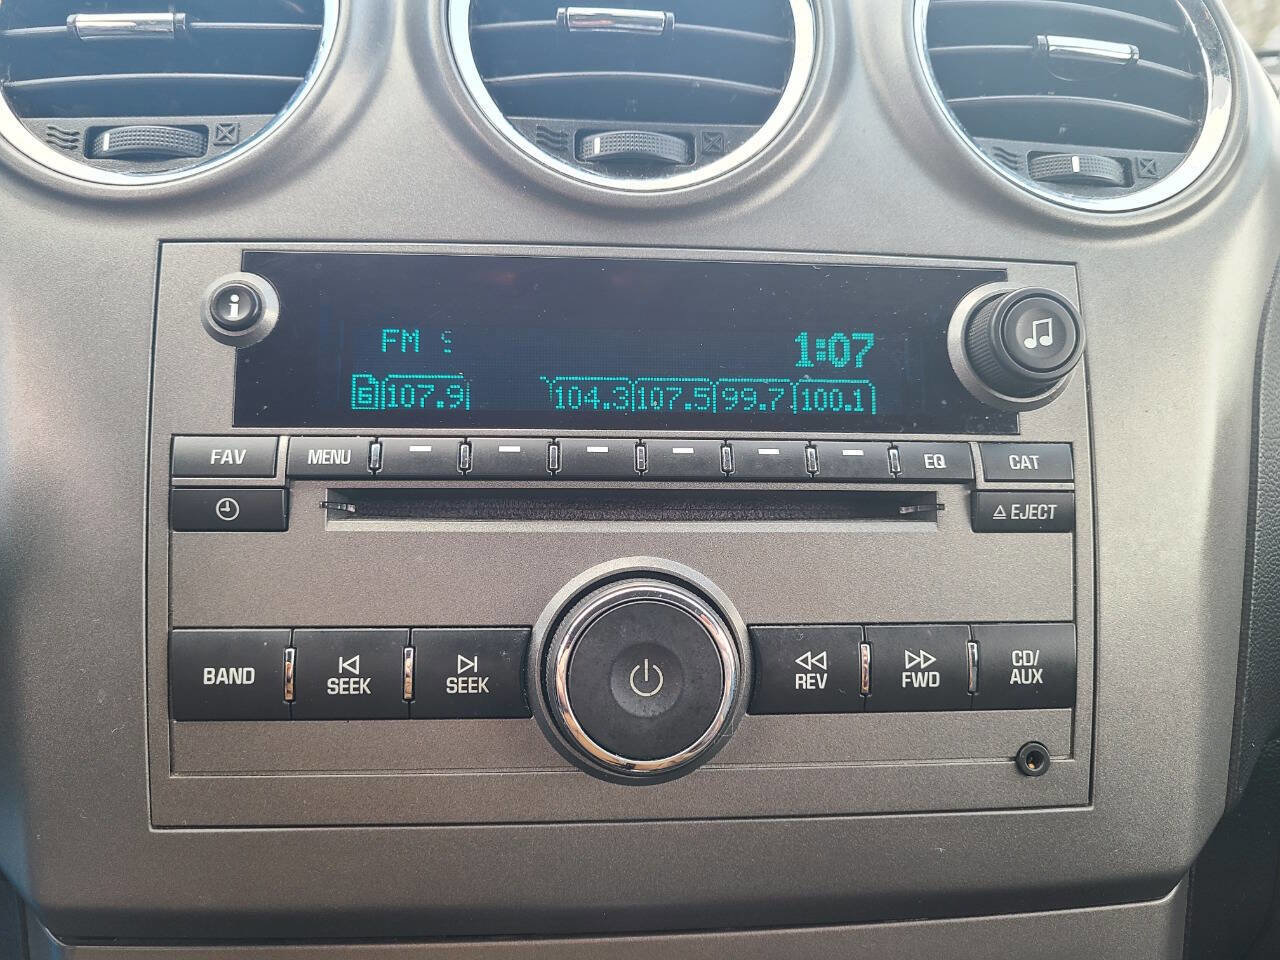 i
FM
1:07
6 107.9 104.3 107.5 99.7 100.1
FAV MENU EQ CAT
EJECT
BAND SEEK SEEK REV FWD CD/
AUX